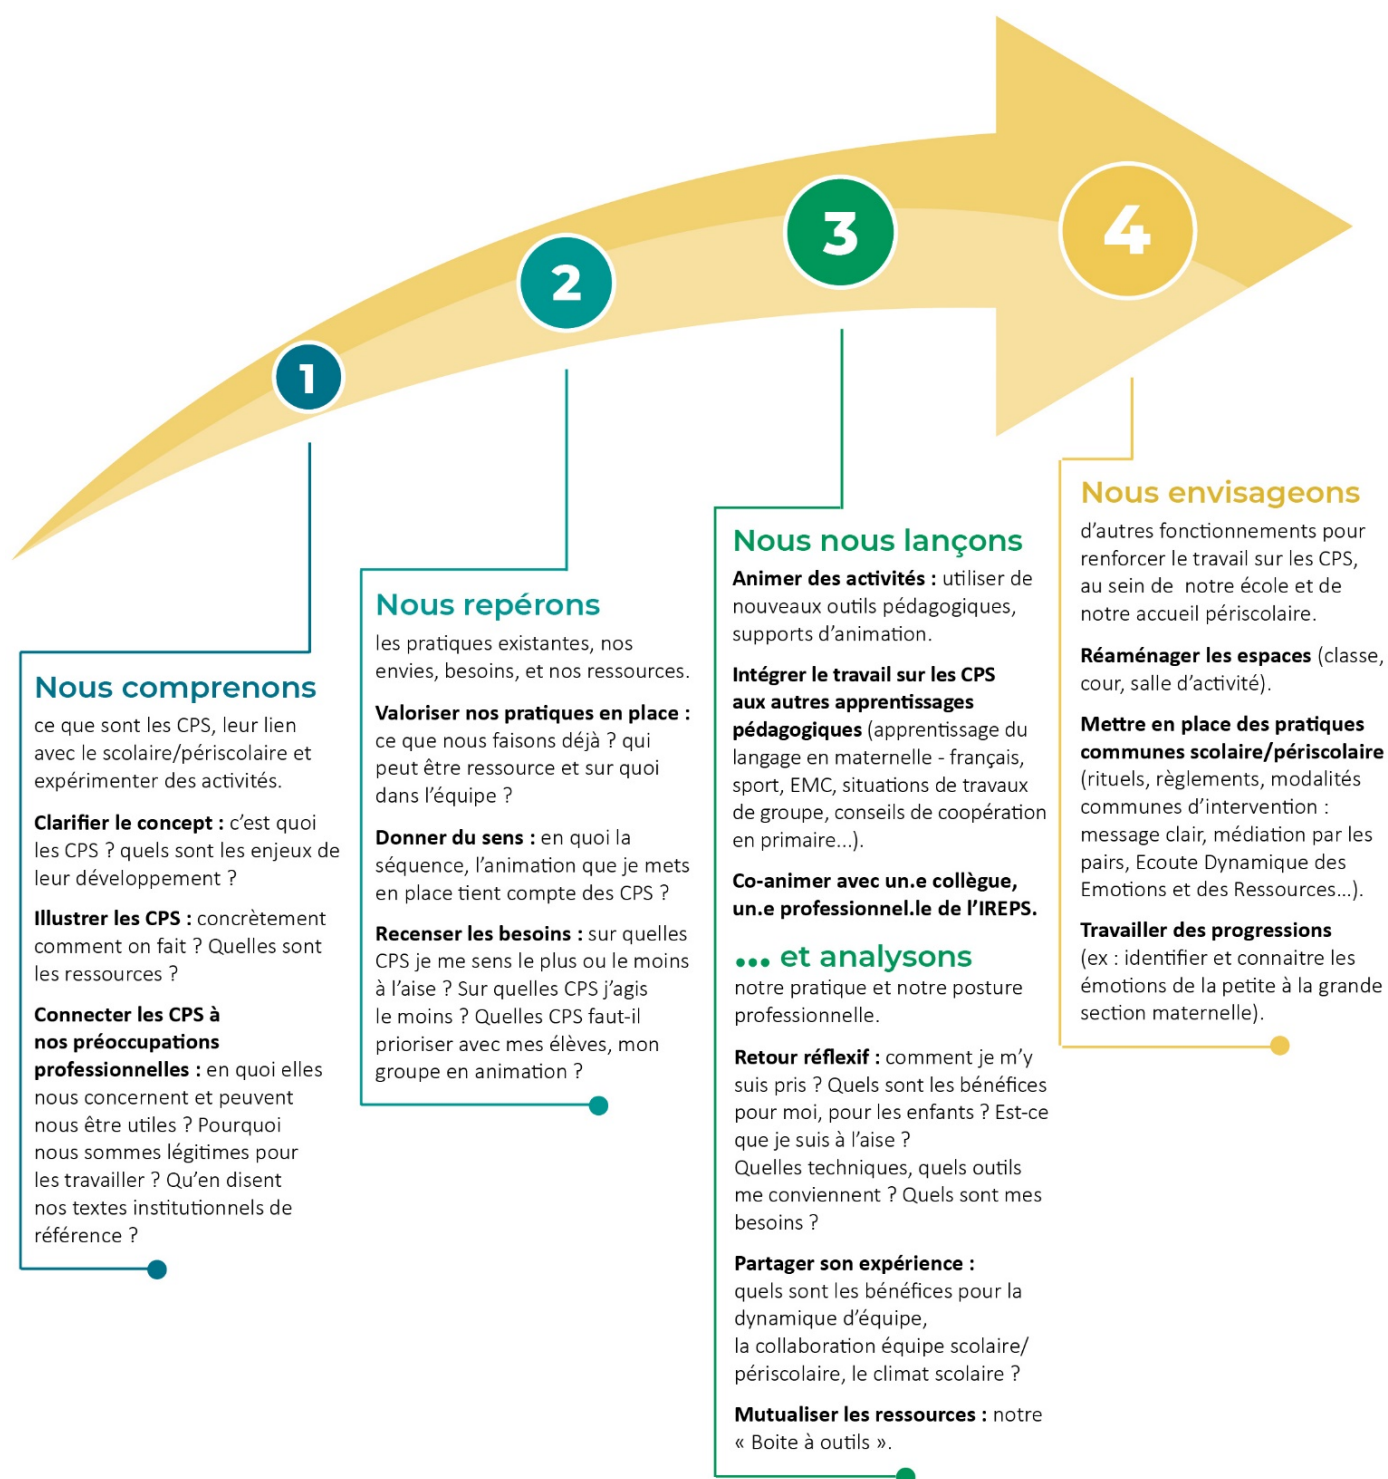 1
2
3
4
Nous comprenons
ce que sont les CPS, leur lien
avec le scolaire/périscolaire et
expérimenter des activités.
Clarifier le concept : c’est quoi
les CPS ? quels sont les enjeux de
leur développement ?
Illustrer les CPS : concrètement
comment on fait ? Quelles sont
les ressources ?
Connecter les CPS à
nos préoccupations
professionnelles : en quoi elles
nous concernent et peuvent
nous être utiles ? Pourquoi
nous sommes légitimes pour
les travailler ? Qu’en disent
nos textes institutionnels de
référence ?
Nous repérons
les pratiques existantes, nos
envies, besoins, et nos ressources.
Valoriser nos pratiques en place :
ce que nous faisons déjà ? qui
peut être ressource et sur quoi
dans l’équipe ?
Donner du sens : en quoi la
séquence, l’animation que je mets
en place tient compte des CPS ?
Recenser les besoins : sur quelles
CPS je me sens le plus ou le moins
à l’aise ? Sur quelles CPS j’agis
le moins ? Quelles CPS faut-il
prioriser avec mes élèves, mon
groupe en animation ?
Nous nous lançons
Animer des activités : utiliser de
nouveaux outils pédagogiques,
supports d’animation.
Intégrer le travail sur les CPS
aux autres apprentissages
pédagogiques (apprentissage du
langage en maternelle - français,
sport, EMC, situations de travaux
de groupe, conseils de coopération
en primaire...).
Co-animer avec un.e collègue,
un.e professionnel.le de l’IREPS.
... et analysons
notre pratique et notre posture
professionnelle.
Retour réflexif : comment je m’y
suis pris ? Quels sont les bénéfices
pour moi, pour les enfants ? Est-ce
que je suis à l’aise ?
Quelles techniques, quels outils
me conviennent ? Quels sont mes
besoins ?
Partager son expérience :
quels sont les bénéfices pour la
dynamique d’équipe,
la collaboration équipe scolaire/
périscolaire, le climat scolaire ?
Mutualiser les ressources : notre
« Boite à outils ».
Nous envisageons
d’autres fonctionnements pour
renforcer le travail sur les CPS,
au sein de notre école et de
notre accueil périscolaire.
Réaménager les espaces (classe,
cour, salle d’activité).
Mettre en place des pratiques
communes scolaire/périscolaire
(rituels, règlements, modalités
communes d’intervention :
message clair, médiation par les
pairs, Ecoute Dynamique des
Emotions et des Ressources...).
Travailler des progressions
(ex : identifier et connaitre les
émotions de la petite à la grande
section maternelle).